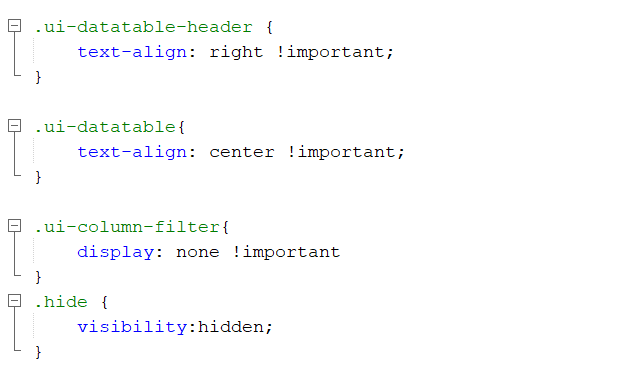 .ui-datatable-header {
    text-align: right !important;
}

.ui-datatable{
    text-align: center !important;
}

.ui-column-filter{
    display: none !important
}
.hide {
    visibility:hidden;
}